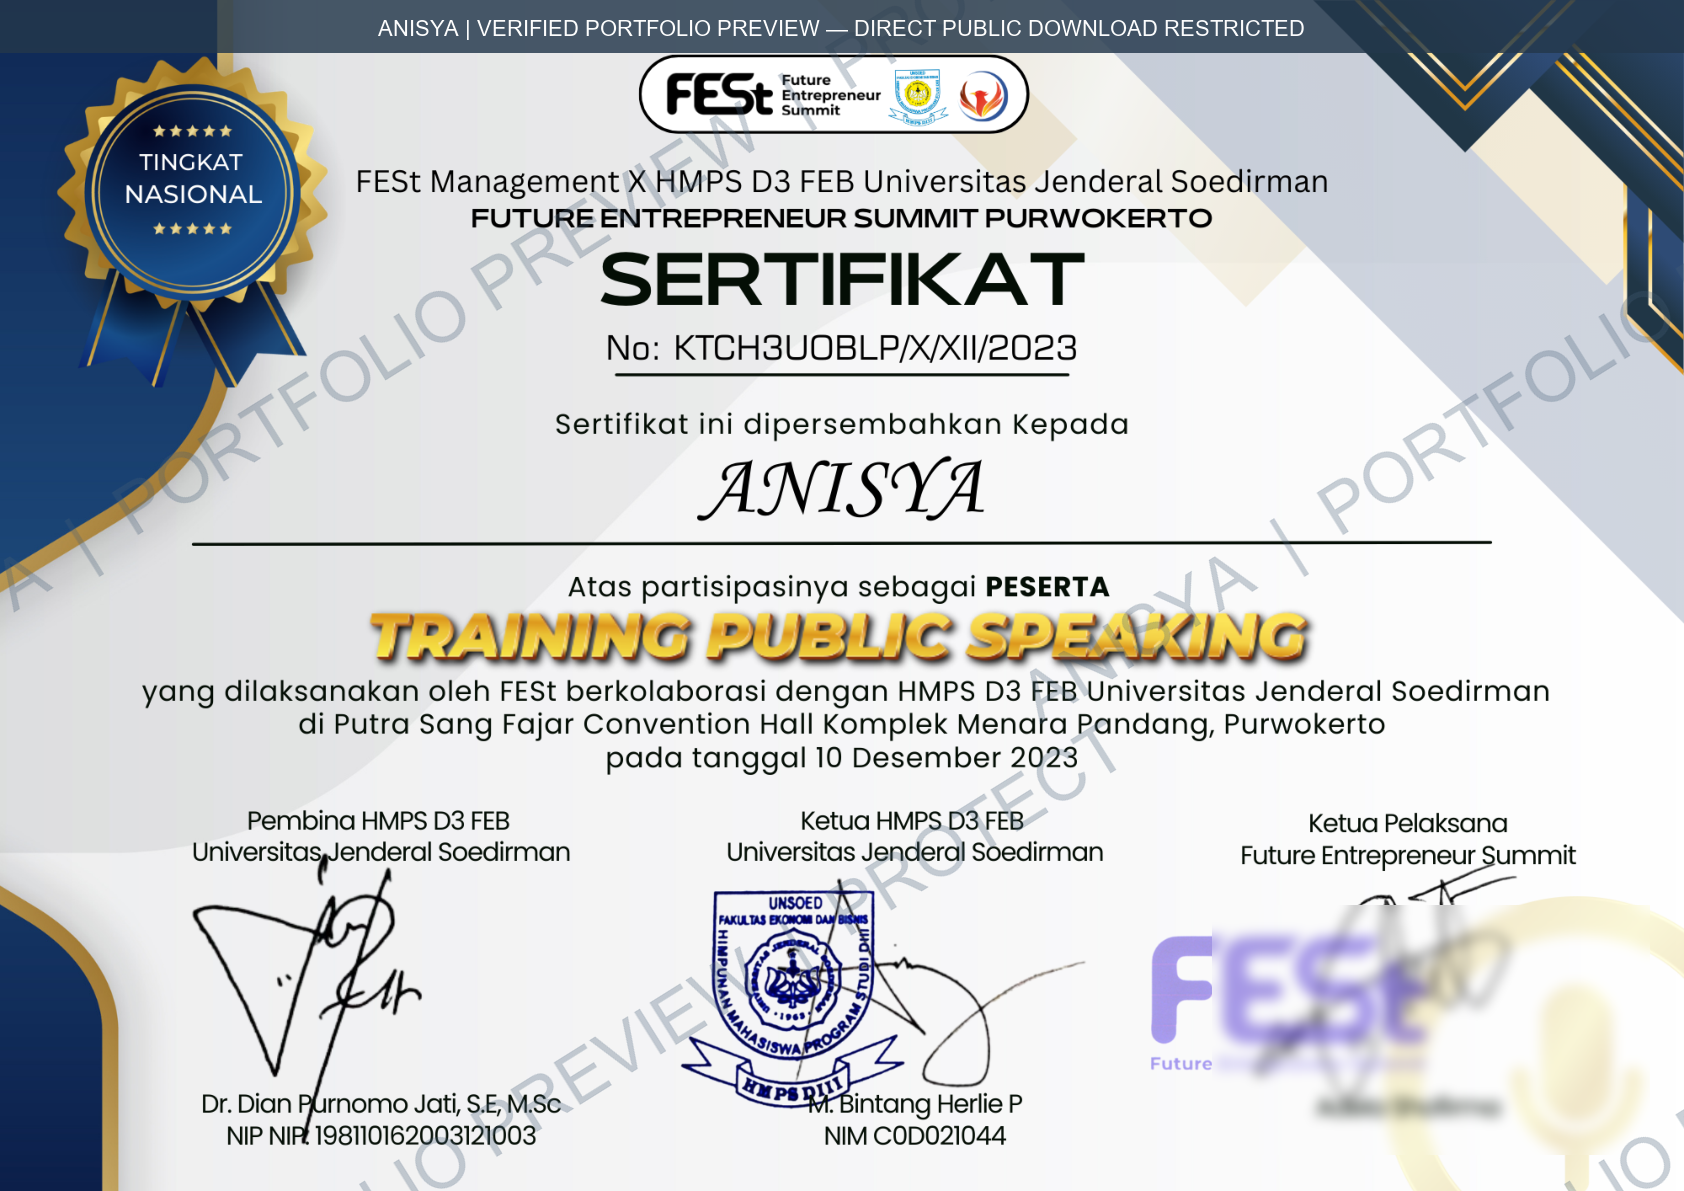 ANISYA | VERIFIED PORTFOLIO PREVIEW — DIRECT PUBLIC DOWNLOAD RESTRICTED
FESt Future
Entrepreneur
Summit
TINGKAT
NASIONAL
FESt Management X HMPS D3 FEB Universitas Jenderal Soedirman
FUTURE ENTREPRENEUR SUMMIT PURWOKERTO
SERTIFIKAT
No: KTCH3UOBLP/X/XII/2023
Sertifikat ini dipersembahkan Kepada
ANISYA
Atas partisipasinya sebagai PESERTA
TRAINING PUBLIC SPEAKING
yang dilaksanakan oleh FESt berkolaborasi dengan HMPS D3 FEB Universitas Jenderal Soedirman
di Putra Sang Fajar Convention Hall Komplek Menara Pandang, Purwokerto
pada tanggal 10 Desember 2023
Pembina HMPS D3 FEB
Universitas Jenderal Soedirman
Ketua HMPS D3 FEB
Universitas Jenderal Soedirman
Ketua Pelaksana
Future Entrepreneur Summit
UNSOED
FAKULTAS EKONOMI DAN BISNIS
HIMPUNAN MAHASISWA PROGRAM STUDI DIII
1963
HMPS DIII
FESt
Future
Dr. Dian Purnomo Jati, S.E, M.Sc
NIP NIP. 198110162003121003
M. Bintang Herlie P
NIM C0D021044
ANISYA | PORTFOLIO PREVIEW | PROTECT